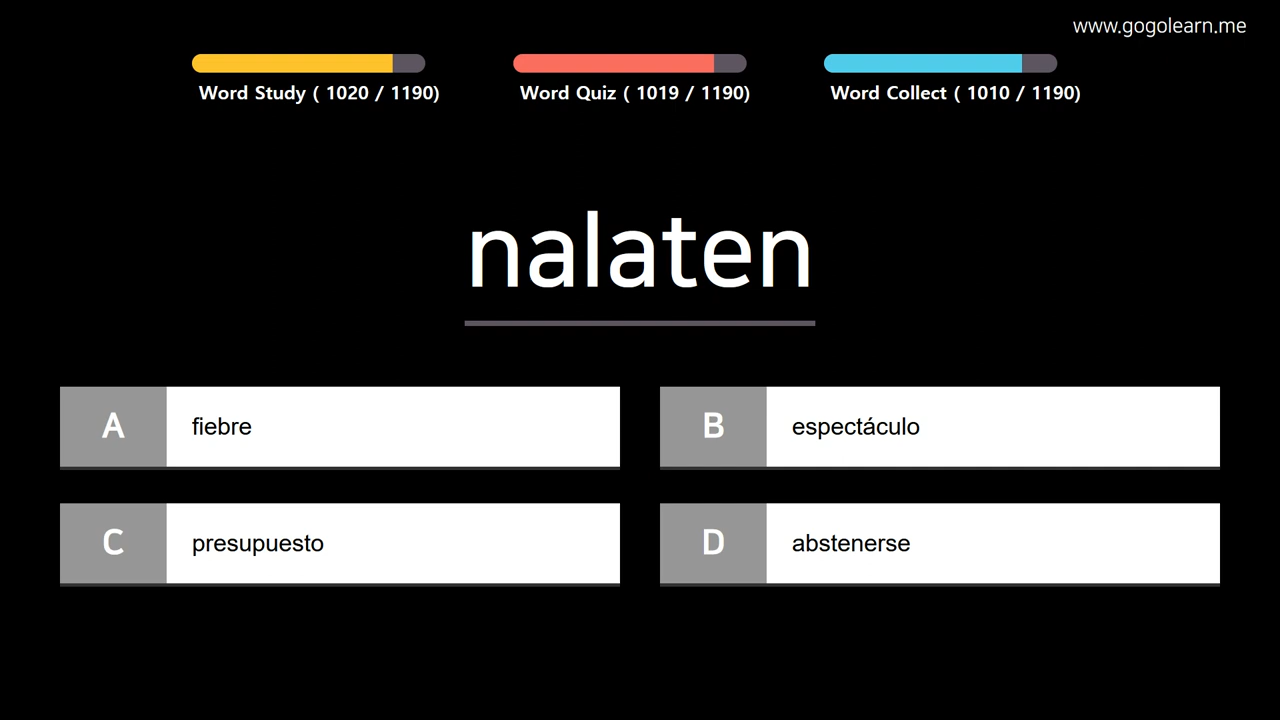 www.gogolearn.me
Word Study ( 1020 / 1190)
Word Quiz ( 1019 / 1190)
Word Collect ( 1010 / 1190)
nalaten
A fiebre
B espectáculo
C presupuesto
D abstenerse